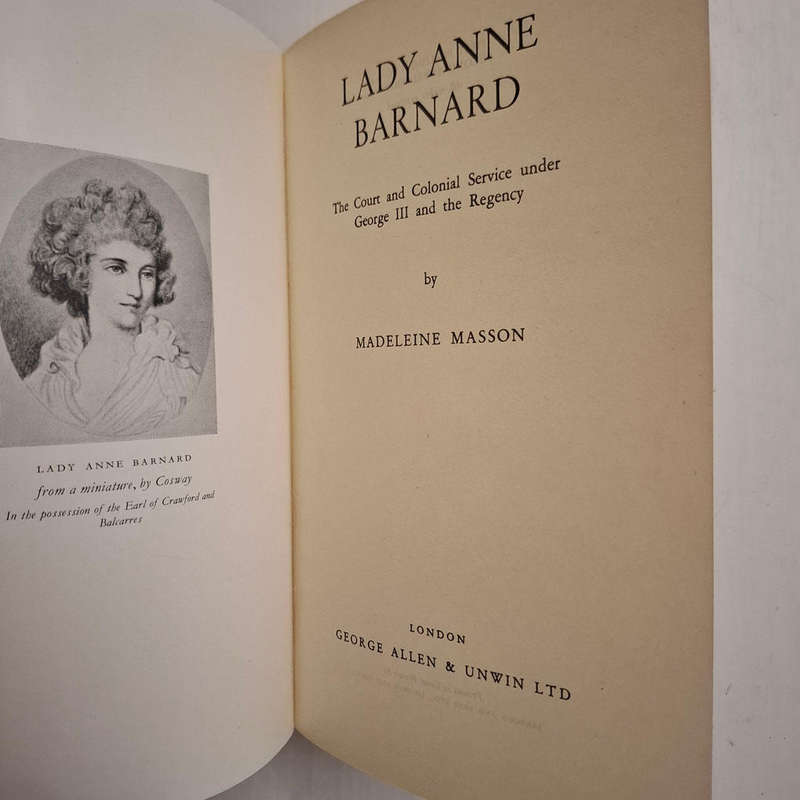 LADY ANNE BARNARD
from a miniature, by Cosway
In the possession of the Earl of Crawford and
Balcarres
LADY ANNE
BARNARD
The Court and Colonial Service under
George III and the Regency
by
MADELEINE MASSON
LONDON
GEORGE ALLEN & UNWIN LTD